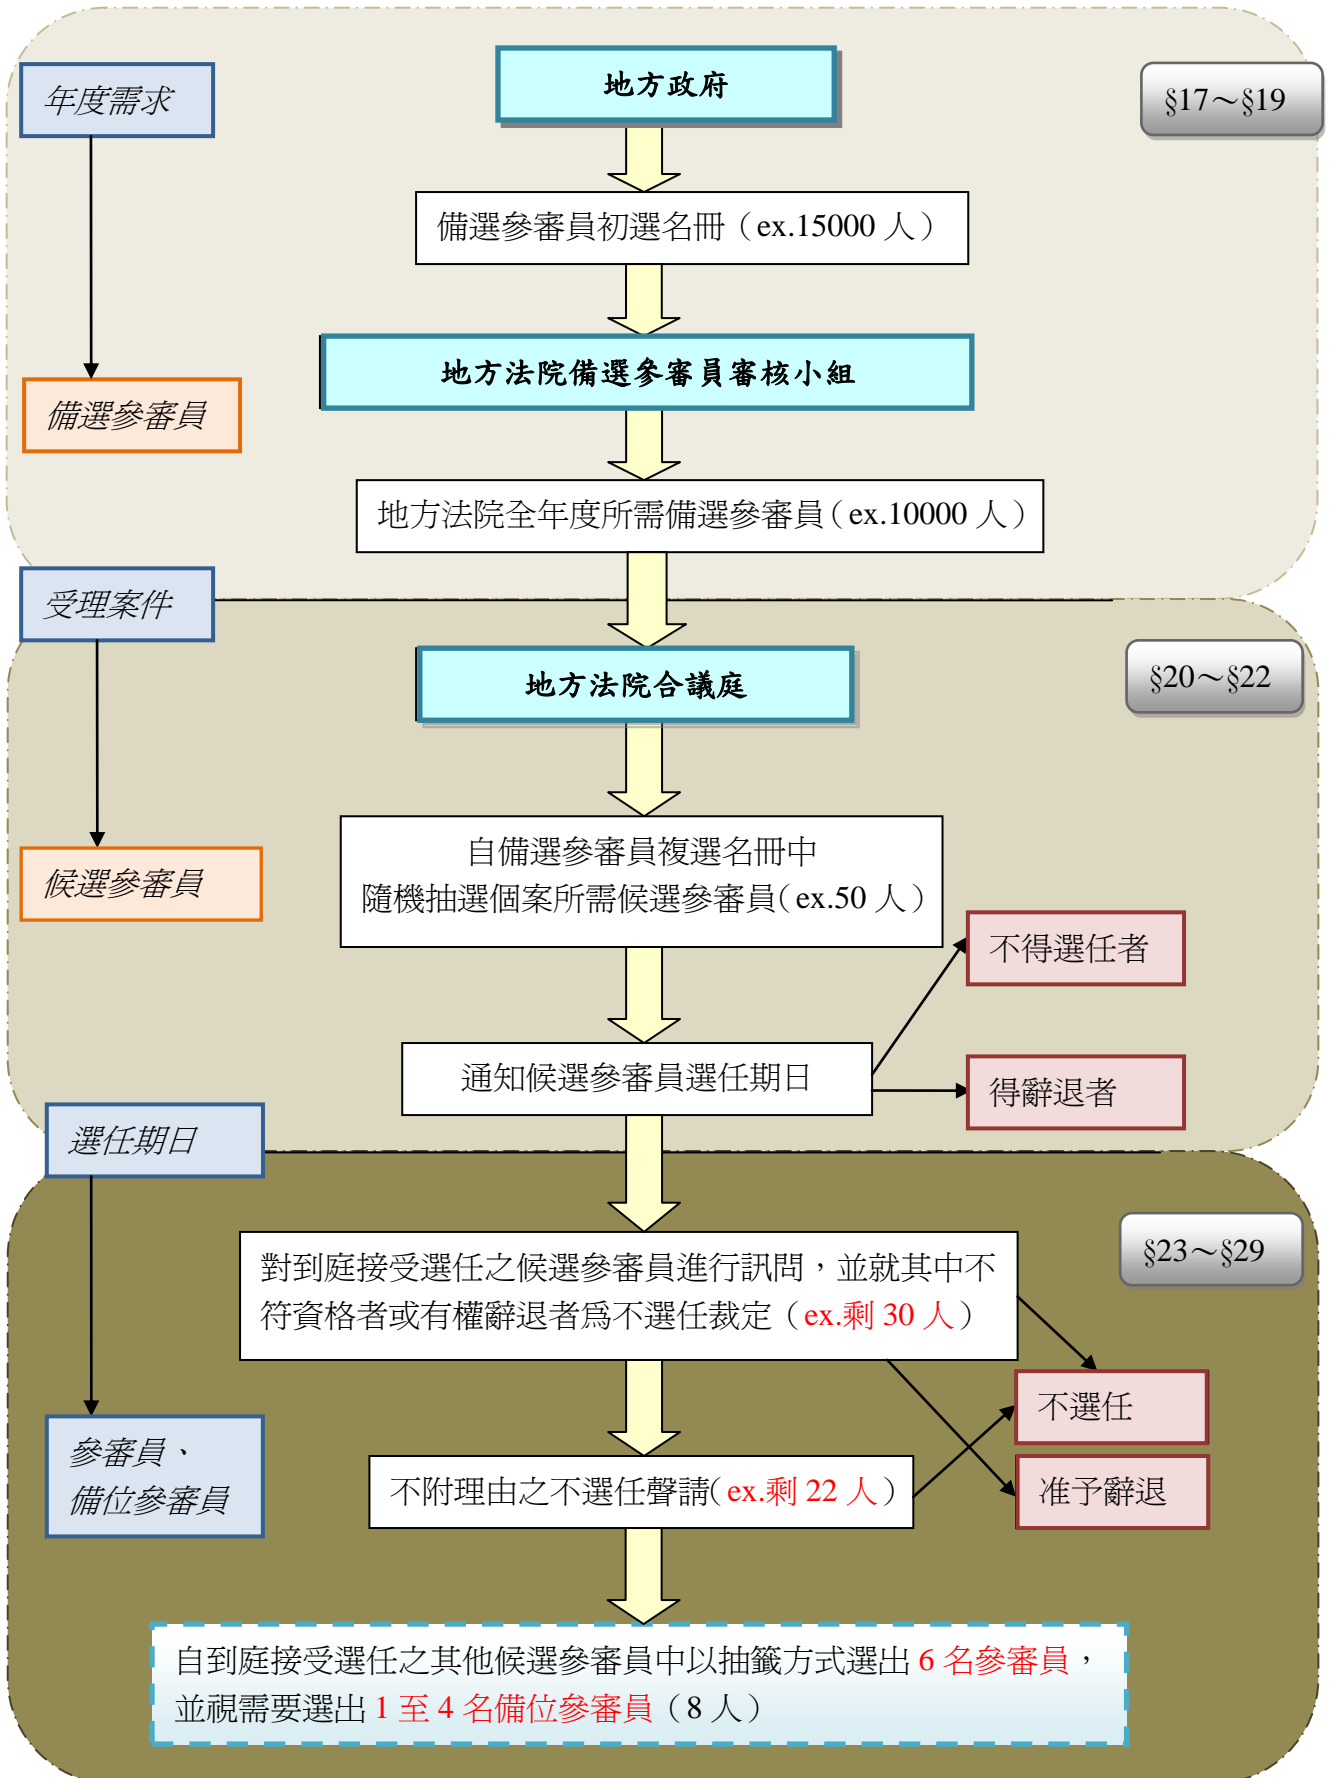 地方政府
年度需求
§17～§19
備選參審員初選名冊（ex.15000 人）
地方法院備選參審員審核小組
備選參審員
地方法院全年度所需備選參審員（ex.10000 人）
受理案件
地方法院合議庭
§20～§22
自備選參審員複選名冊中
隨機抽選個案所需候選參審員（ex.50 人）
候選參審員
不得選任者
通知候選參審員選任期日
得辭退者
選任期日
§23～§29
對到庭接受選任之候選參審員進行訊問，並就其中不
符資格者或有權辭退者為不選任裁定（ex.剩 30 人）
不選任
參審員、
備位參審員
不附理由之不選任聲請（ex.剩 22 人）
准予辭退
自到庭接受選任之其他候選參審員中以抽籤方式選出 6 名參審員，
並視需要選出 1 至 4 名備位參審員（8 人）